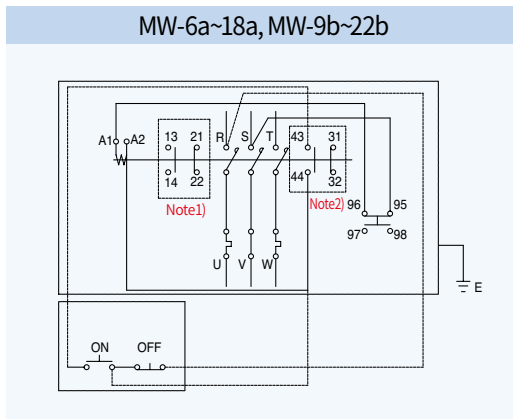 MW-6a~18a, MW-9b~22b
A1 A2 13 21 R S T 43 31
14 22 44 32
Note1) Note2) 96 95
97 98
U V W
E
ON OFF